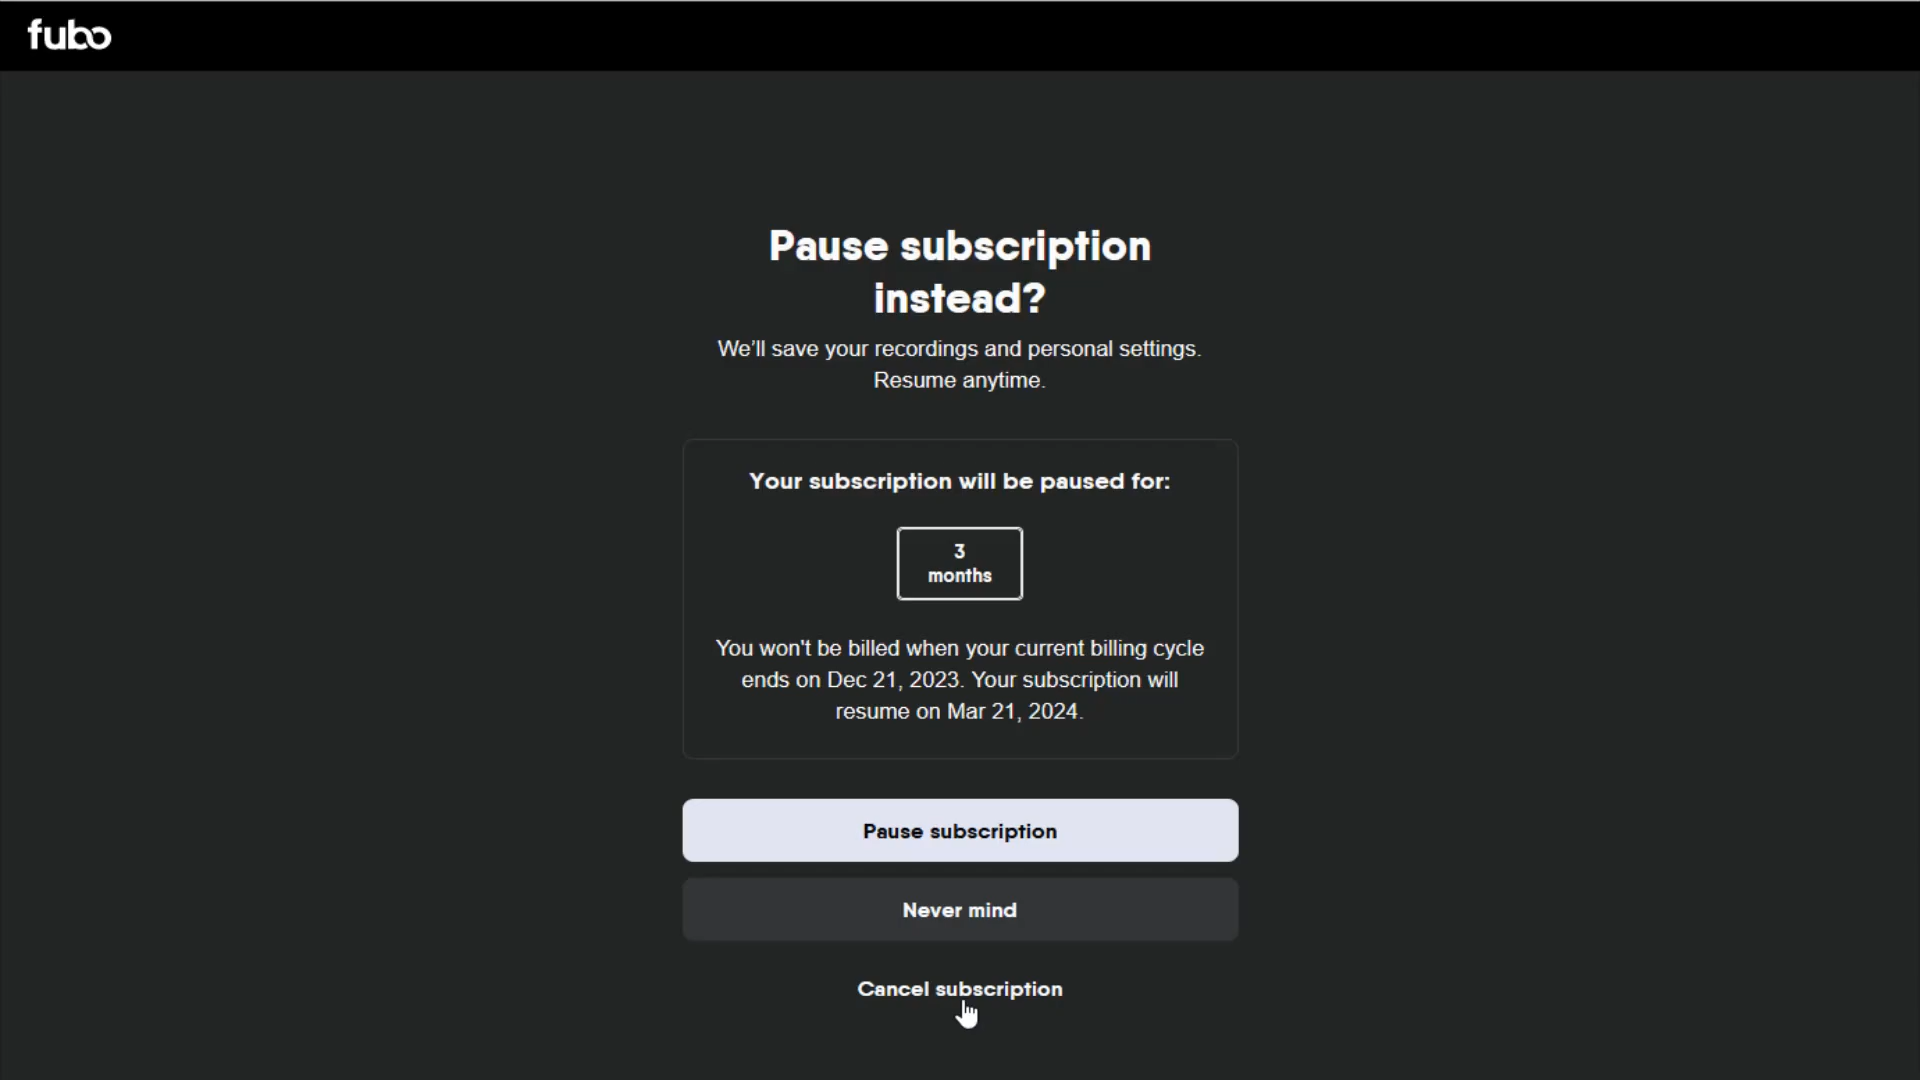 fubo
Pause subscription
instead?
We’ll save your recordings and personal settings.
Resume anytime.
Your subscription will be paused for:
3
months
You won't be billed when your current billing cycle
ends on Dec 21, 2023. Your subscription will
resume on Mar 21, 2024.
Pause subscription
Never mind
Cancel subscription